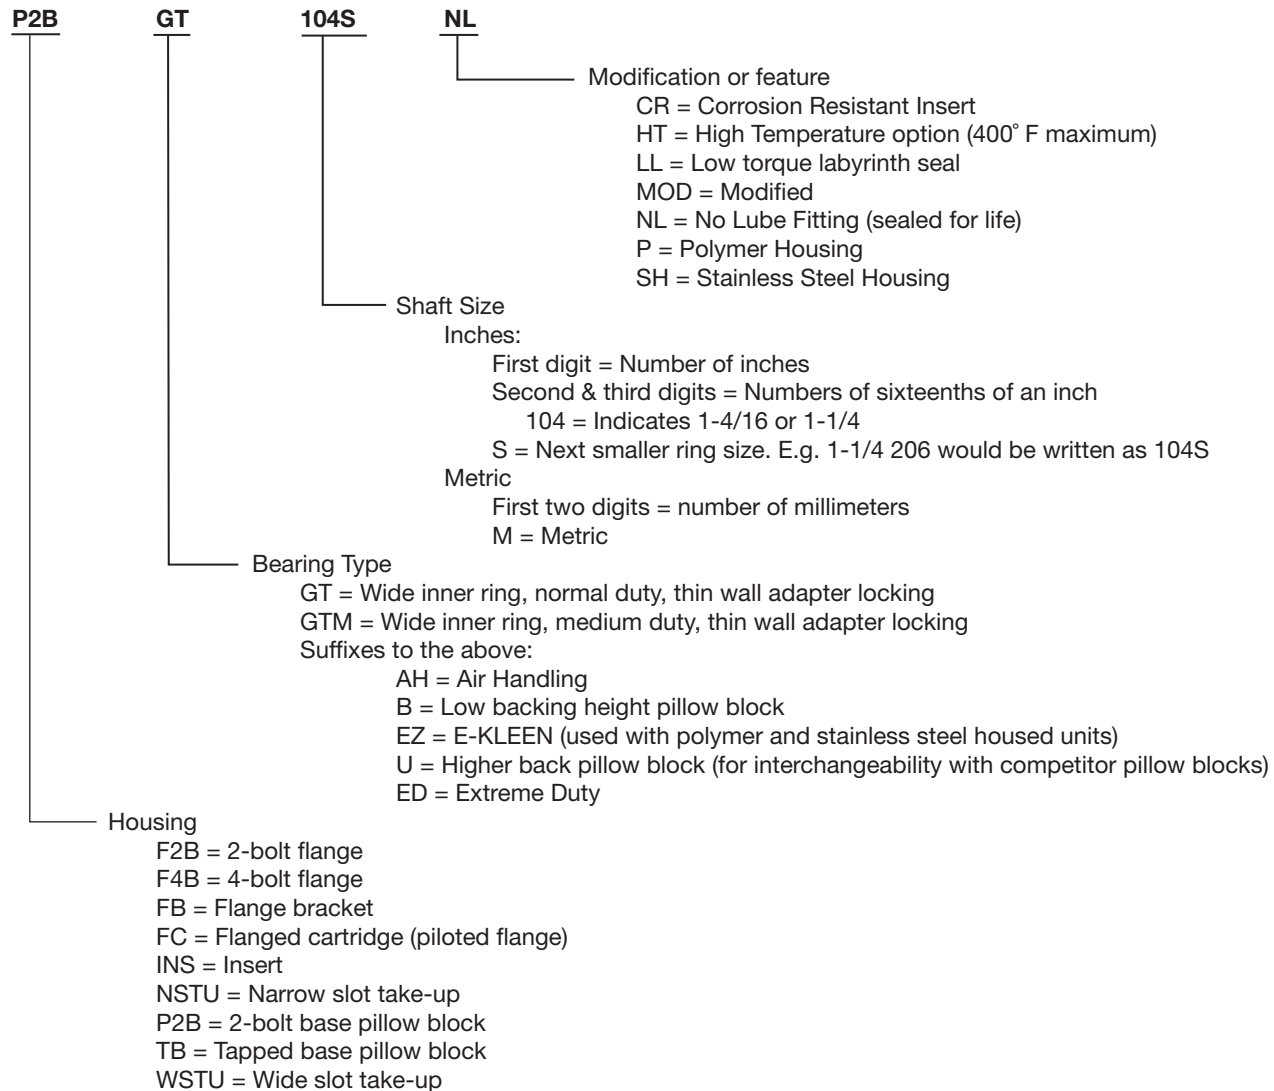 P2B GT 104S NL
Modification or feature
CR = Corrosion Resistant Insert
HT = High Temperature option (400˚ F maximum)
LL = Low torque labyrinth seal
MOD = Modified
NL = No Lube Fitting (sealed for life)
P = Polymer Housing
SH = Stainless Steel Housing
Shaft Size
Inches:
First digit = Number of inches
Second & third digits = Numbers of sixteenths of an inch
104 = Indicates 1-4/16 or 1-1/4
S = Next smaller ring size. E.g. 1-1/4 206 would be written as 104S
Metric
First two digits = number of millimeters
M = Metric
Bearing Type
GT = Wide inner ring, normal duty, thin wall adapter locking
GTM = Wide inner ring, medium duty, thin wall adapter locking
Suffixes to the above:
AH = Air Handling
B = Low backing height pillow block
EZ = E-KLEEN (used with polymer and stainless steel housed units)
U = Higher back pillow block (for interchangeability with competitor pillow blocks)
ED = Extreme Duty
Housing
F2B = 2-bolt flange
F4B = 4-bolt flange
FB = Flange bracket
FC = Flanged cartridge (piloted flange)
INS = Insert
NSTU = Narrow slot take-up
P2B = 2-bolt base pillow block
TB = Tapped base pillow block
WSTU = Wide slot take-up